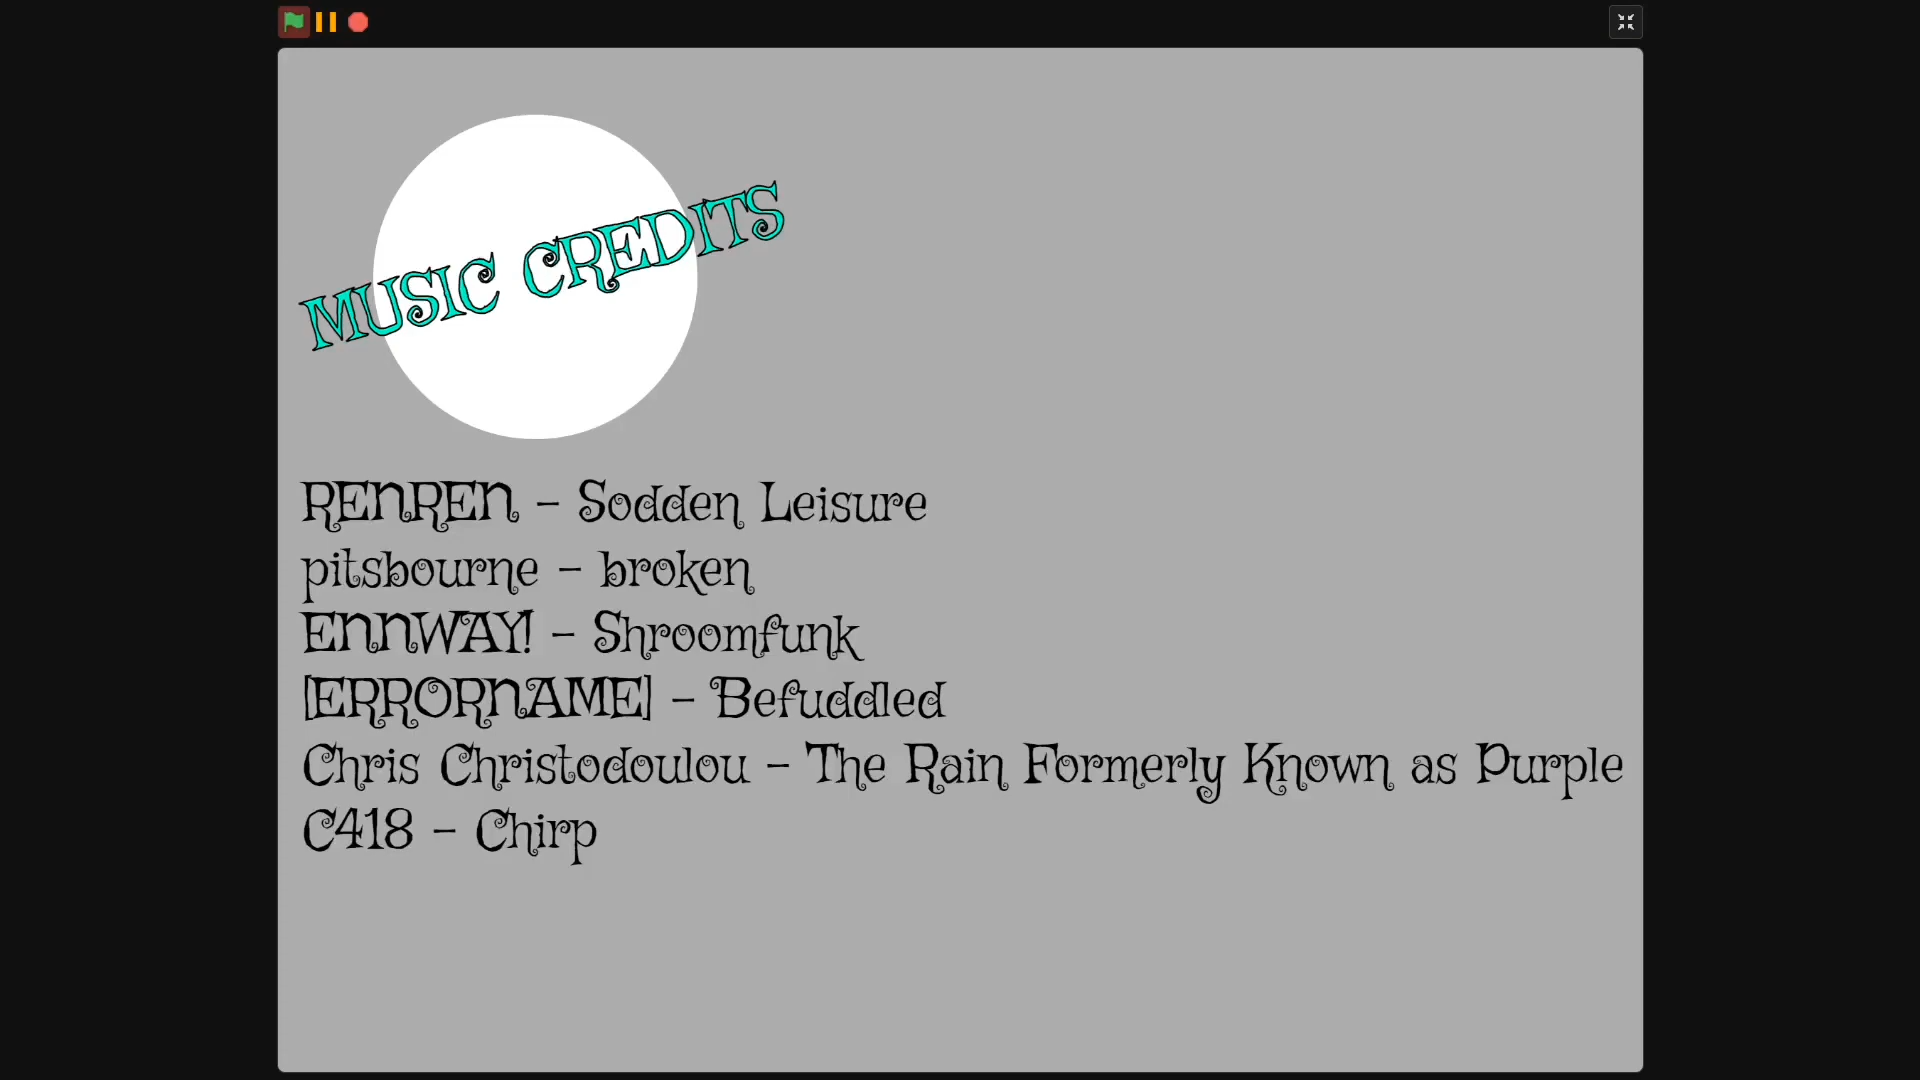 MUSIC CREDITS
RENREN - Sodden Leisure
pitsbourne - broken
ENNWAY! - Shroomfunk
[ERRORNAME] - Befuddled
Chris Christodoulou - The Rain Formerly Known as Purple
C418 - Chirp